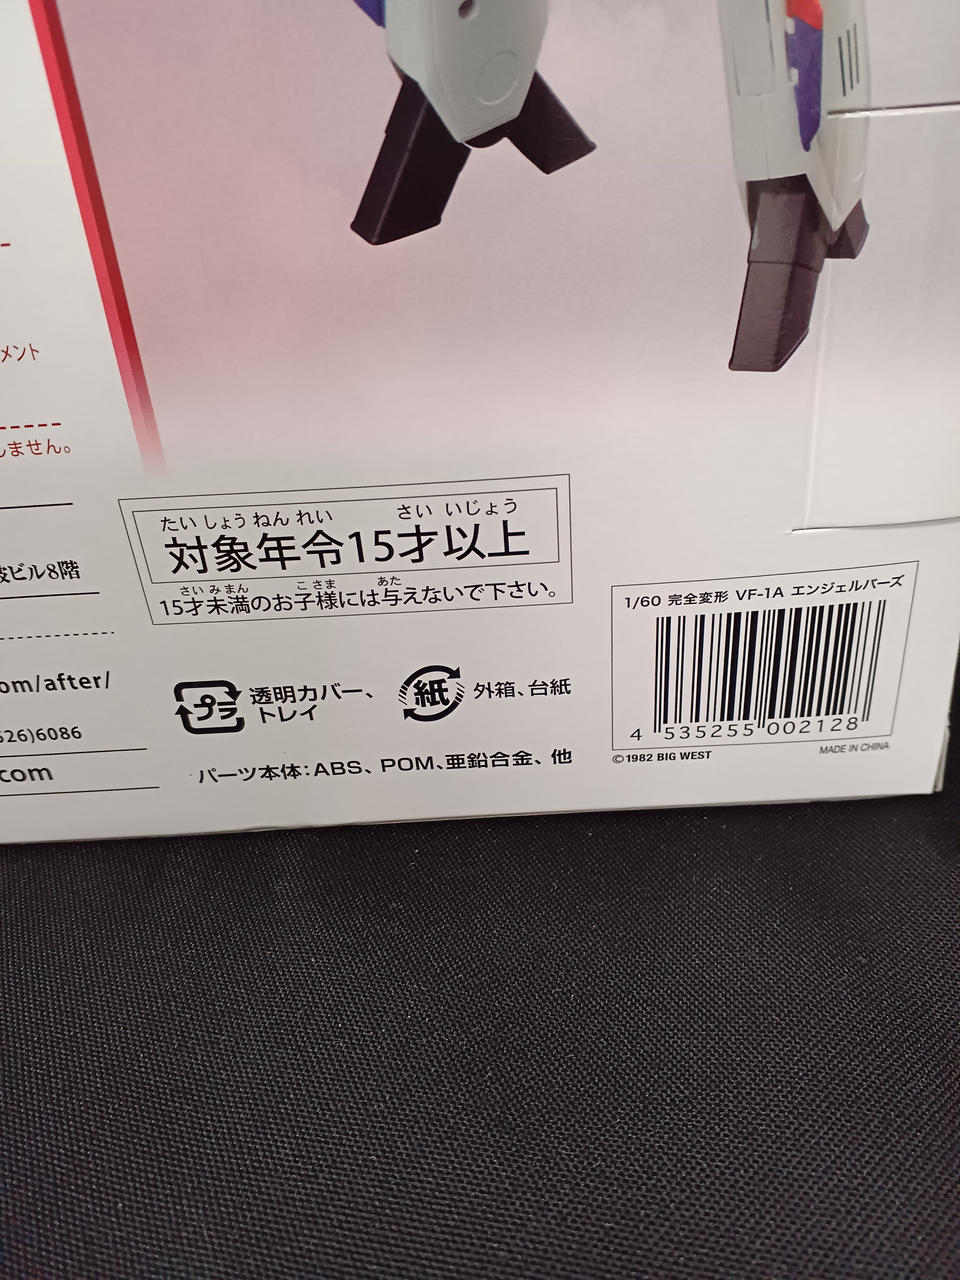 メント
しません。
ビル8階
om/after/
626)6086
com
たい しょう ねん れい さい いじょう
対象年令15才以上
さい み まん こ さま あた
15才未満のお子様には与えないで下さい。
プラ 透明カバー、
トレイ
紙 外箱、台紙
パーツ本体:ABS、POM、亜鉛合金、他
1/60 完全変形 VF-1A エンジェルバーズ
4 535255 002128
©1982 BIG WEST
MADE IN CHINA